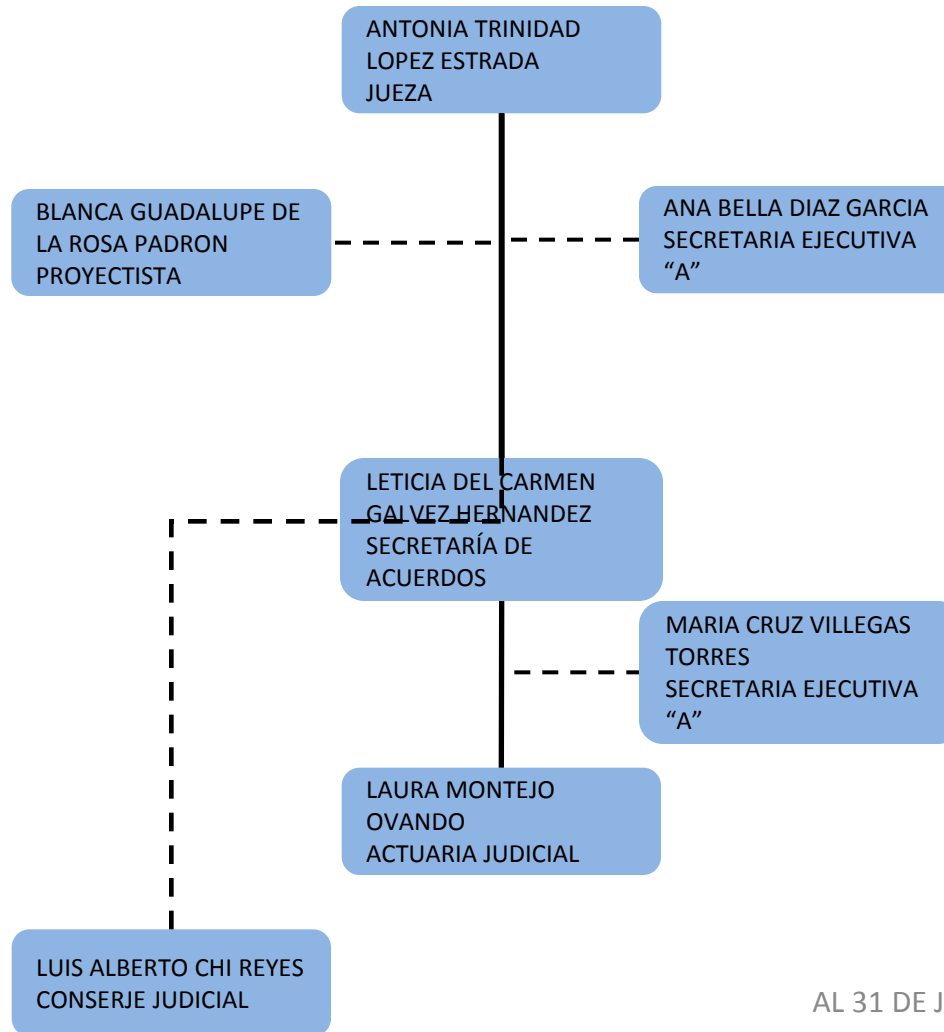 ANTONIA TRINIDAD
LOPEZ ESTRADA
JUEZA
BLANCA GUADALUPE DE
LA ROSA PADRON
PROYECTISTA
ANA BELLA DIAZ GARCIA
SECRETARIA EJECUTIVA
“A”
LETICIA DEL CARMEN
GALVEZ HERNANDEZ
SECRETARÍA DE
ACUERDOS
MARIA CRUZ VILLEGAS
TORRES
SECRETARIA EJECUTIVA
“A”
LAURA MONTEJO
OVANDO
ACTUARIA JUDICIAL
LUIS ALBERTO CHI REYES
CONSERJE JUDICIAL
AL 31 DE